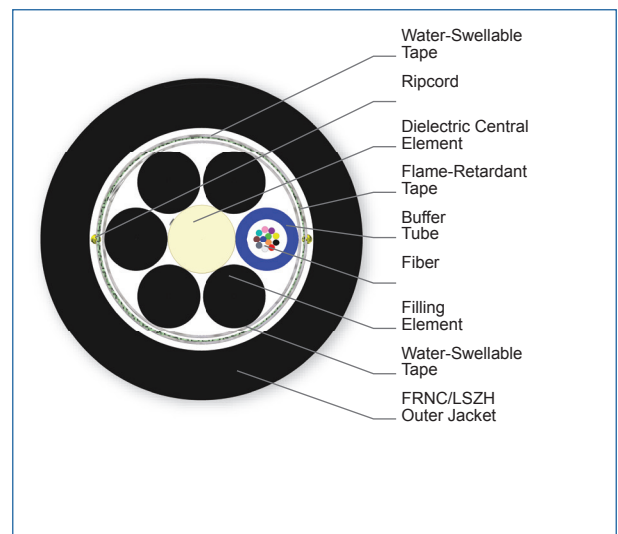 Water-Swellable
Tape
Ripcord
Dielectric Central
Element
Flame-Retardant
Tape
Buffer
Tube
Fiber
Filling
Element
Water-Swellable
Tape
FRNC/LSZH
Outer Jacket